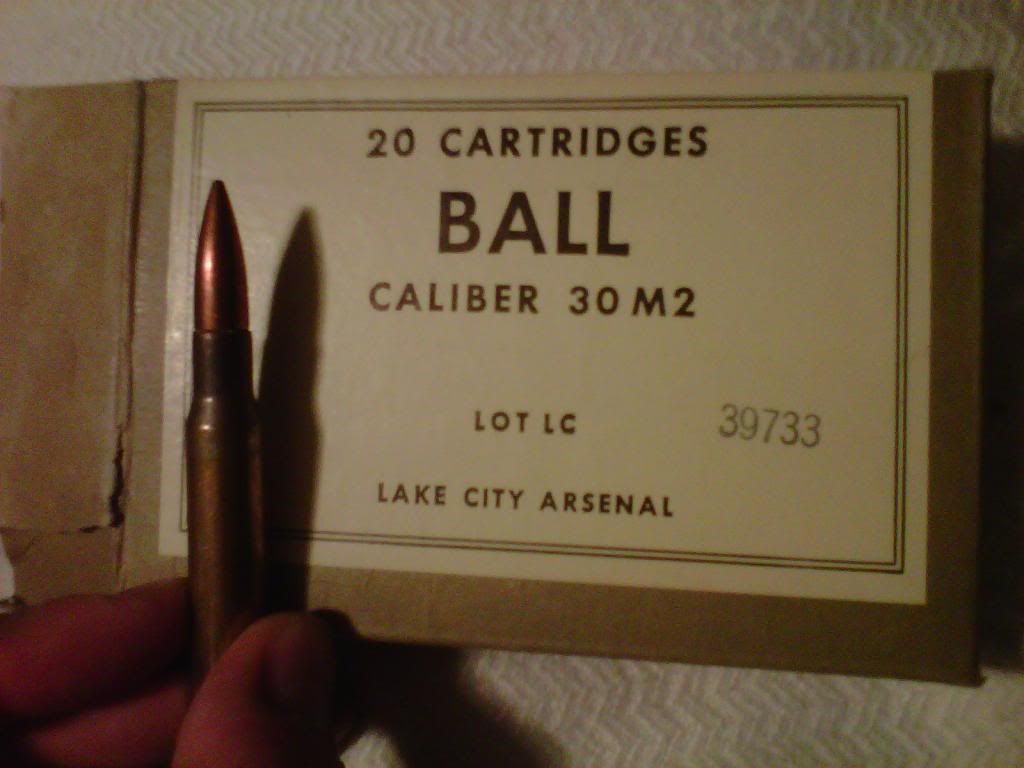 20 CARTRIDGES
BALL
CALIBER 30 M2
LOT LC 39733
LAKE CITY ARSENAL